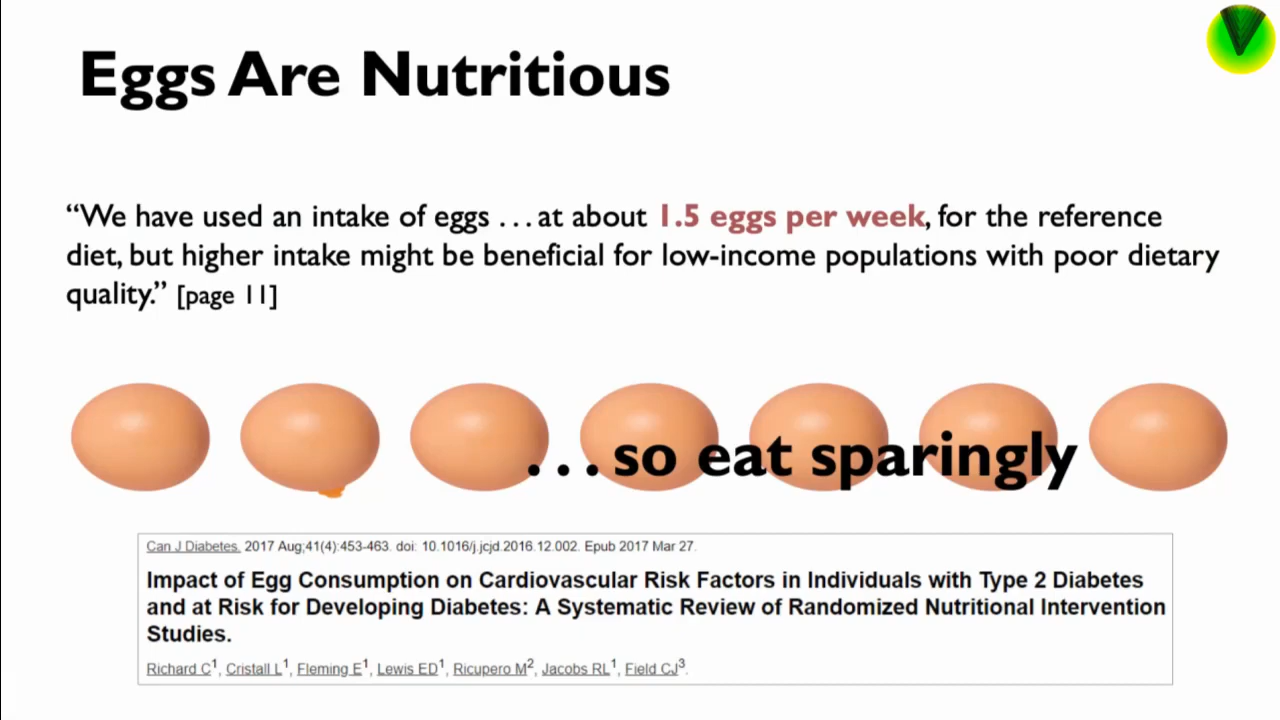 Eggs Are Nutritious
“We have used an intake of eggs . . . at about 1.5 eggs per week, for the reference
diet, but higher intake might be beneficial for low-income populations with poor dietary
quality.” [page 11]
. . . so eat sparingly
Can J Diabetes. 2017 Aug;41(4):453-463. doi: 10.1016/j.jcjd.2016.12.002. Epub 2017 Mar 27.
Impact of Egg Consumption on Cardiovascular Risk Factors in Individuals with Type 2 Diabetes
and at Risk for Developing Diabetes: A Systematic Review of Randomized Nutritional Intervention
Studies.
Richard C1, Cristall L1, Fleming E1, Lewis ED1, Ricupero M2, Jacobs RL1, Field CJ3.